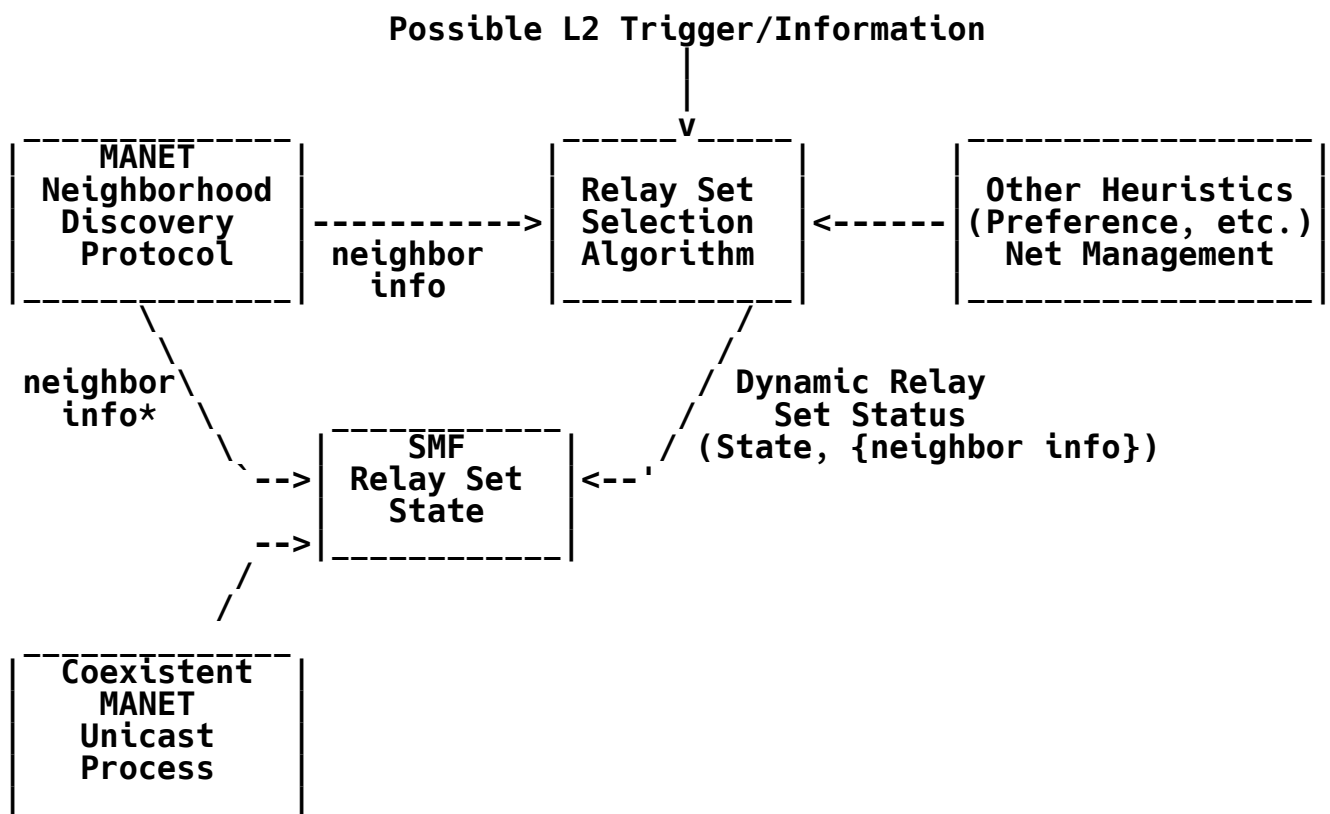 Possible L2 Trigger/Information
MANET
Neighborhood
Discovery
Protocol
neighbor
info
Relay Set
Selection
Algorithm
Other Heuristics
(Preference, etc.)
Net Management
neighbor
info*
Dynamic Relay
Set Status
(State, {neighbor info})
SMF
Relay Set
State
Coexistent
MANET
Unicast
Process